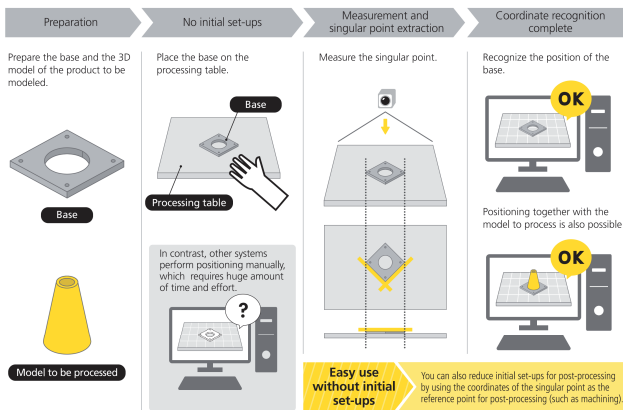 Preparation
No initial set-ups
Measurement and
singular point extraction
Coordinate recognition
complete
Prepare the base and the 3D
model of the product to be
modeled.
Base
Model to be processed
Place the base on the
processing table.
Base
Processing table
In contrast, other systems
perform positioning manually,
which requires huge amount
of time and effort.
?
Measure the singular point.
Recognize the position of the
base.
OK
Positioning together with the
model to process is also possible
OK
Easy use
without initial
set-ups
You can also reduce initial set-ups for post-processing
by using the coordinates of the singular point as the
reference point for post-processing (such as machining).